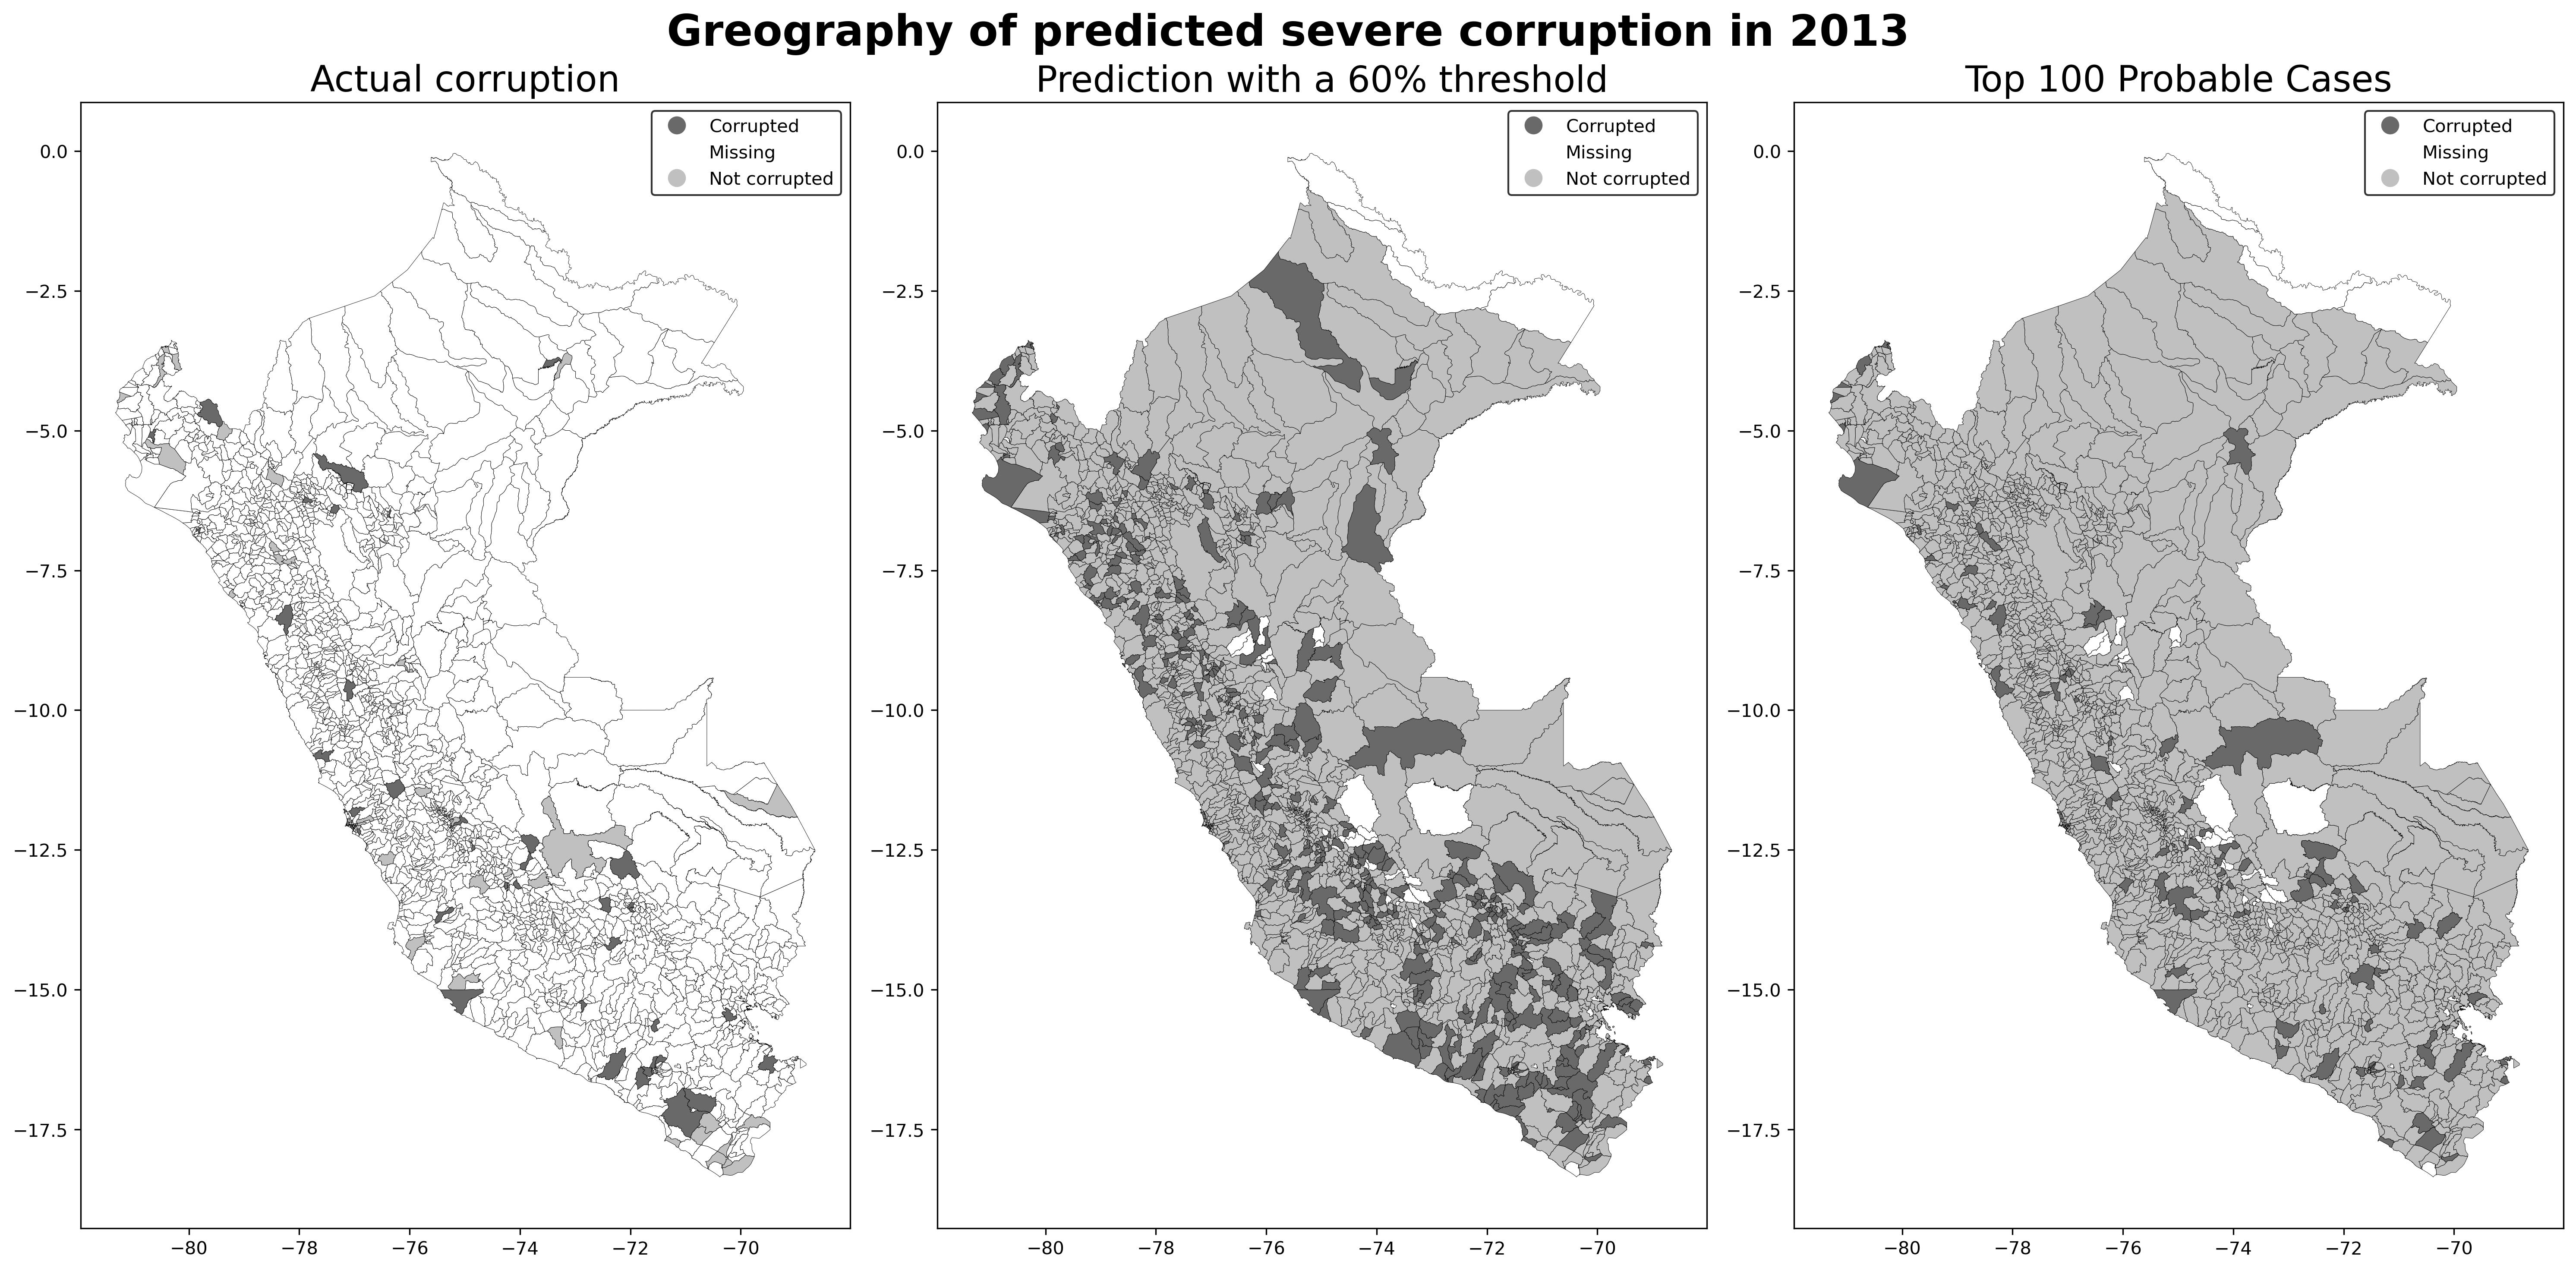 Greography of predicted severe corruption in 2013
Actual corruption
Corrupted
Missing
Not corrupted
0.0
−2.5
−5.0
−7.5
−10.0
−12.5
−15.0
−17.5
−80 −78 −76 −74 −72 −70
Prediction with a 60% threshold
Corrupted
Missing
Not corrupted
0.0
−2.5
−5.0
−7.5
−10.0
−12.5
−15.0
−17.5
−80 −78 −76 −74 −72 −70
Top 100 Probable Cases
Corrupted
Missing
Not corrupted
0.0
−2.5
−5.0
−7.5
−10.0
−12.5
−15.0
−17.5
−80 −78 −76 −74 −72 −70